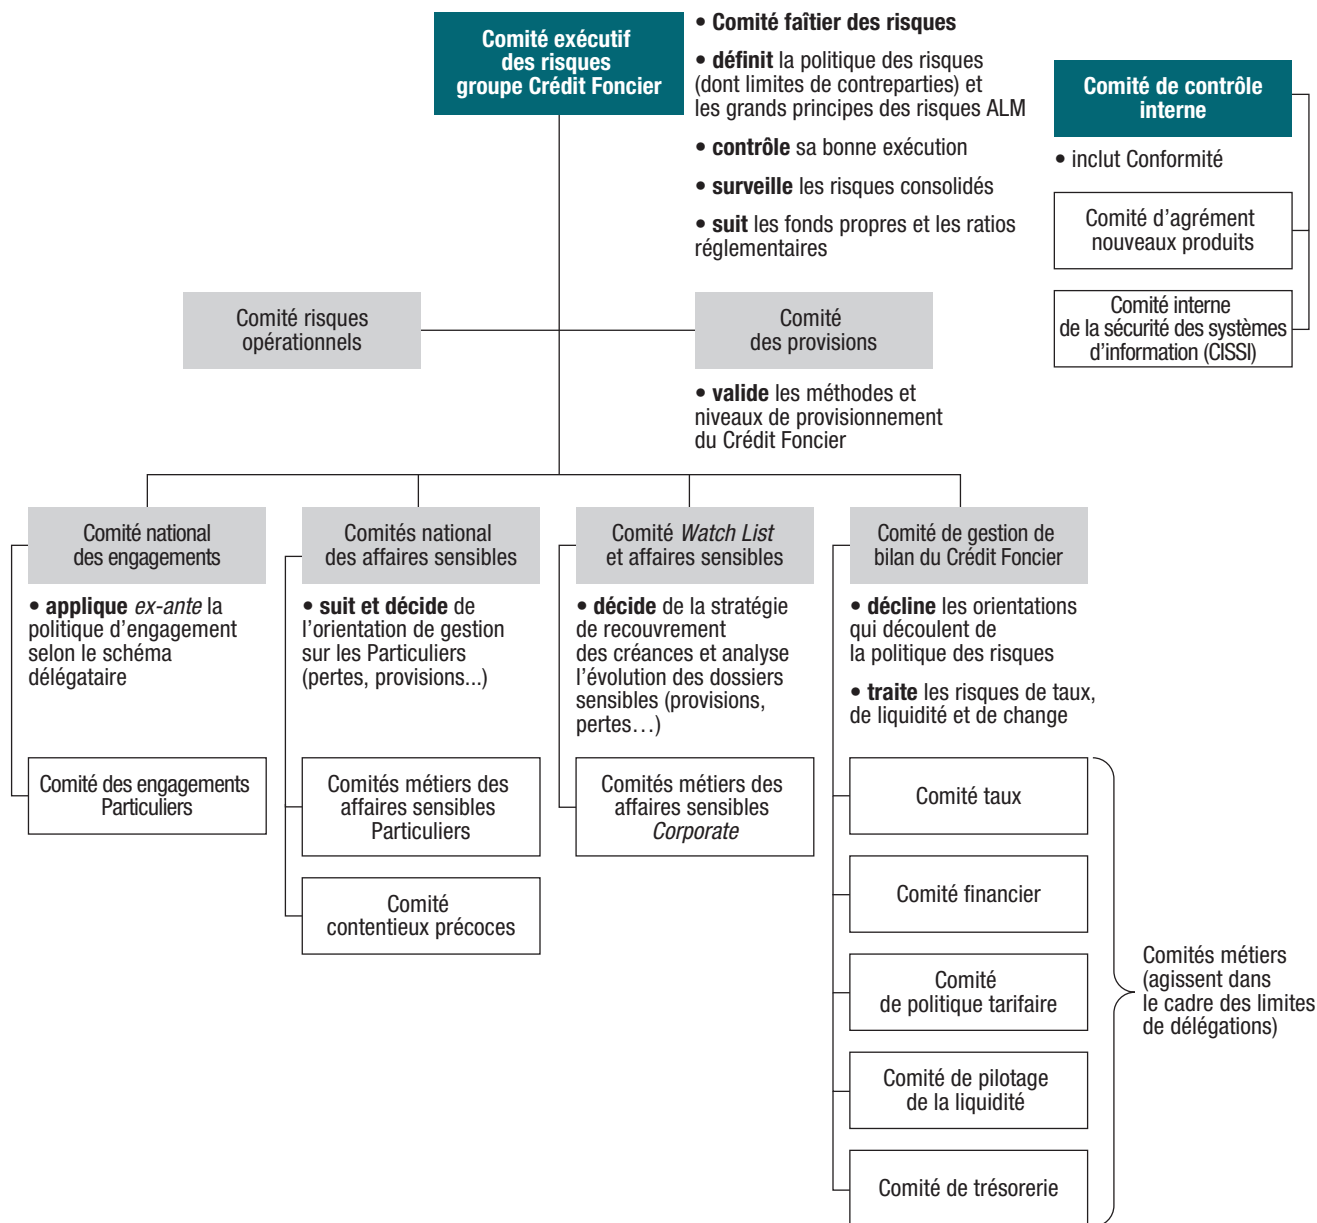 Comité exécutif
des risques
groupe Crédit Foncier
• Comité faîtier des risques
• définit la politique des risques
(dont limites de contreparties) et
les grands principes des risques ALM
• contrôle sa bonne exécution
• surveille les risques consolidés
• suit les fonds propres et les ratios
réglementaires
Comité de contrôle
interne
• inclut Conformité
Comité d’agrément
nouveaux produits
Comité interne
de la sécurité des systèmes
d’information (CISSI)
Comité risques
opérationnels
Comité
des provisions
• valide les méthodes et
niveaux de provisionnement
du Crédit Foncier
Comité national
des engagements
• applique ex-ante la
politique d’engagement
selon le schéma
délégataire
Comité des engagements
Particuliers
Comités national
des affaires sensibles
• suit et décide de
l’orientation de gestion
sur les Particuliers
(pertes, provisions...)
Comités métiers des
affaires sensibles
Particuliers
Comité
contentieux précoces
Comité Watch List
et affaires sensibles
• décide de la stratégie
de recouvrement
des créances et analyse
l’évolution des dossiers
sensibles (provisions,
pertes…)
Comités métiers des
affaires sensibles
Corporate
Comité de gestion de
bilan du Crédit Foncier
• décline les orientations
qui découlent de
la politique des risques
• traite les risques de taux,
de liquidité et de change
Comité taux
Comité financier
Comité
de politique tarifaire
Comité de pilotage
de la liquidité
Comité de trésorerie
Comités métiers
(agissent dans
le cadre des limites
de délégations)